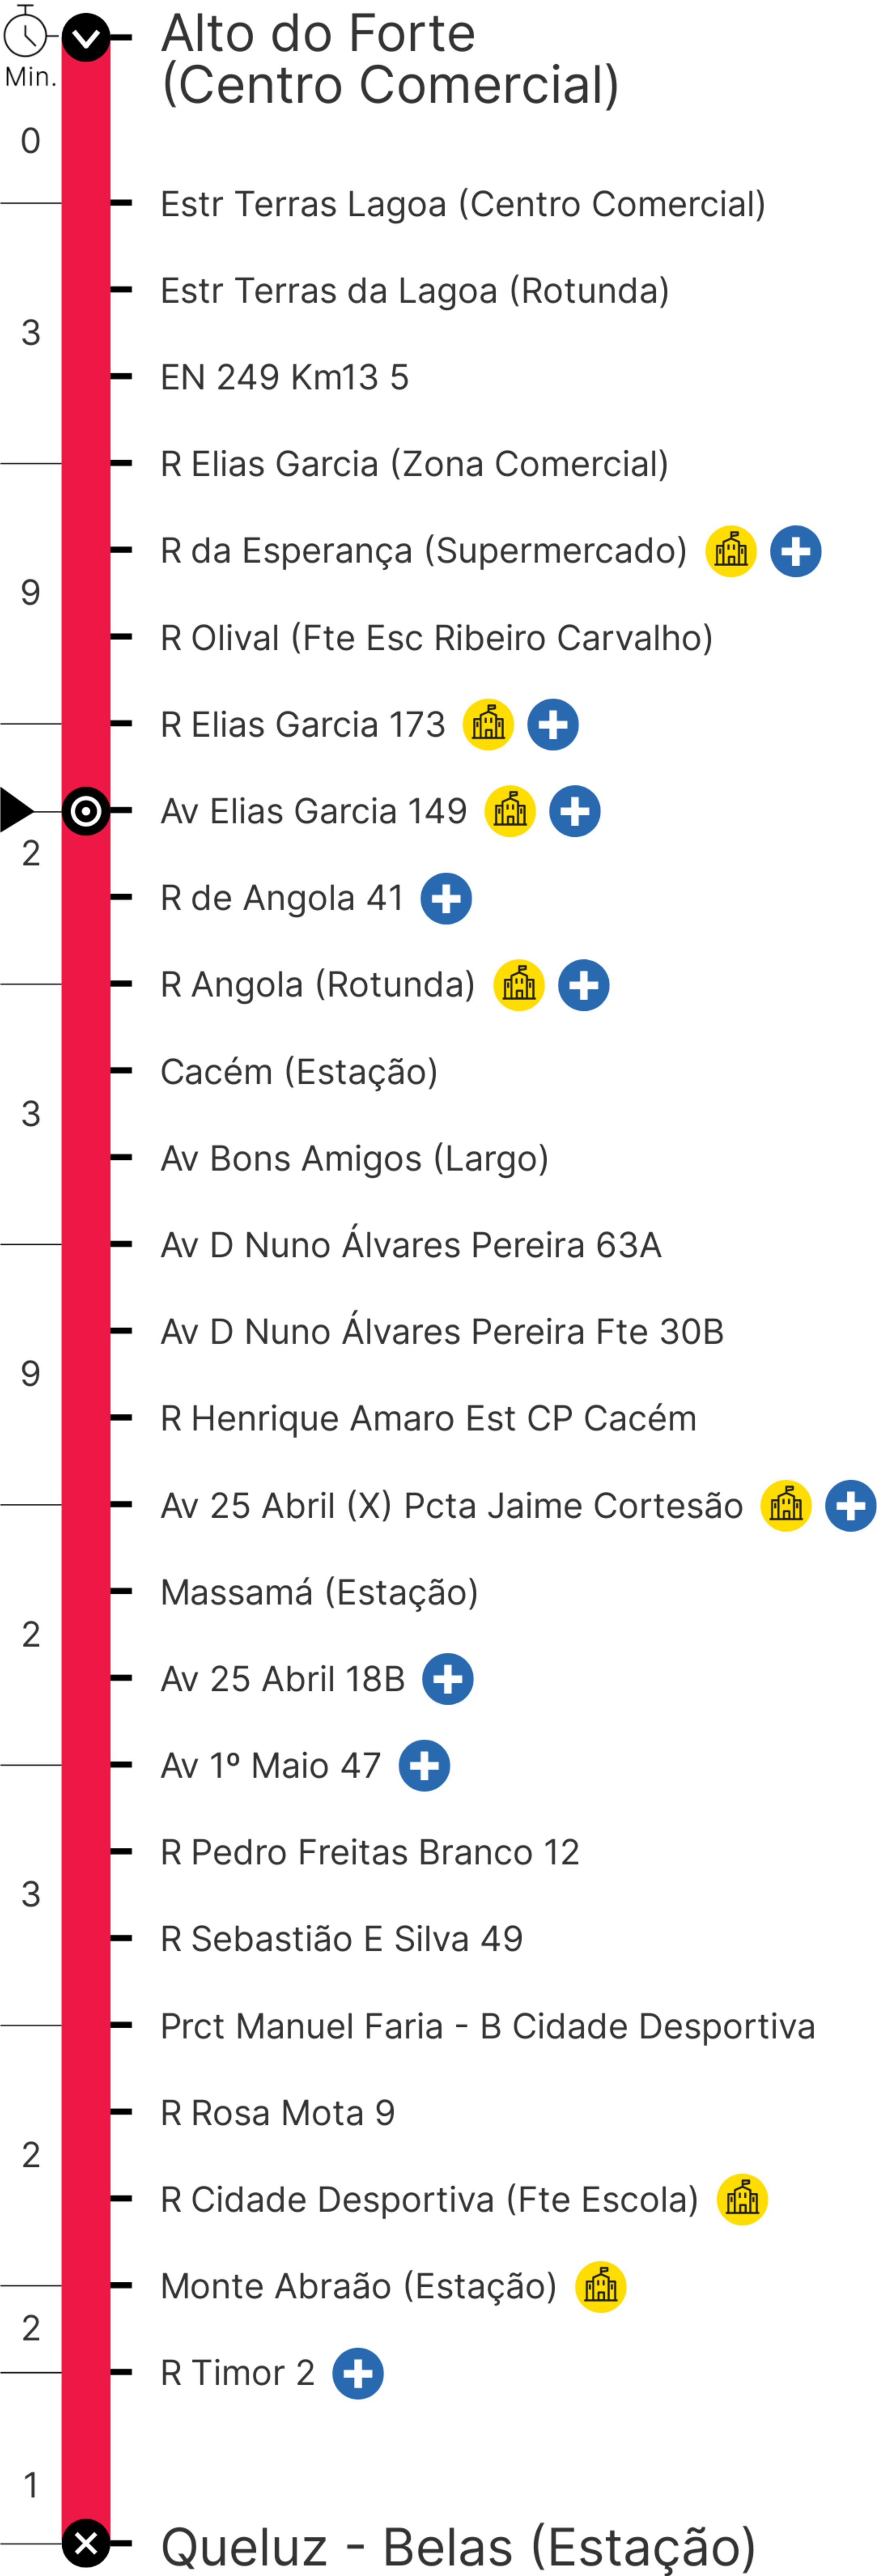 Alto do Forte
(Centro Comercial)
Min.
0
Estr Terras Lagoa (Centro Comercial)
Estr Terras da Lagoa (Rotunda)
3
EN 249 Km13 5
R Elias Garcia (Zona Comercial)
R da Esperança (Supermercado)
9
R Olival (Fte Esc Ribeiro Carvalho)
R Elias Garcia 173
Av Elias Garcia 149
2
R de Angola 41
R Angola (Rotunda)
Cacém (Estação)
3
Av Bons Amigos (Largo)
Av D Nuno Álvares Pereira 63A
Av D Nuno Álvares Pereira Fte 30B
9
R Henrique Amaro Est CP Cacém
Av 25 Abril (X) Pcta Jaime Cortesão
Massamá (Estação)
2
Av 25 Abril 18B
Av 1º Maio 47
R Pedro Freitas Branco 12
3
R Sebastião E Silva 49
Prct Manuel Faria - B Cidade Desportiva
R Rosa Mota 9
2
R Cidade Desportiva (Fte Escola)
Monte Abraão (Estação)
2
R Timor 2
1
Queluz - Belas (Estação)